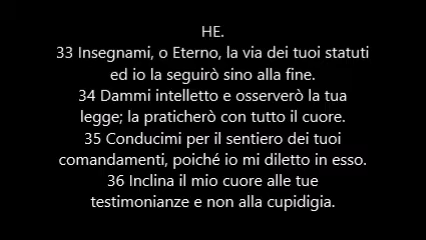 HE.
33 Insegnami, o Eterno, la via dei tuoi statuti
ed io la seguirò sino alla fine.
34 Dammi intelletto e osserverò la tua
legge; la praticherò con tutto il cuore.
35 Conducimi per il sentiero dei tuoi
comandamenti, poiché io mi diletto in esso.
36 Inclina il mio cuore alle tue
testimonianze e non alla cupidigia.